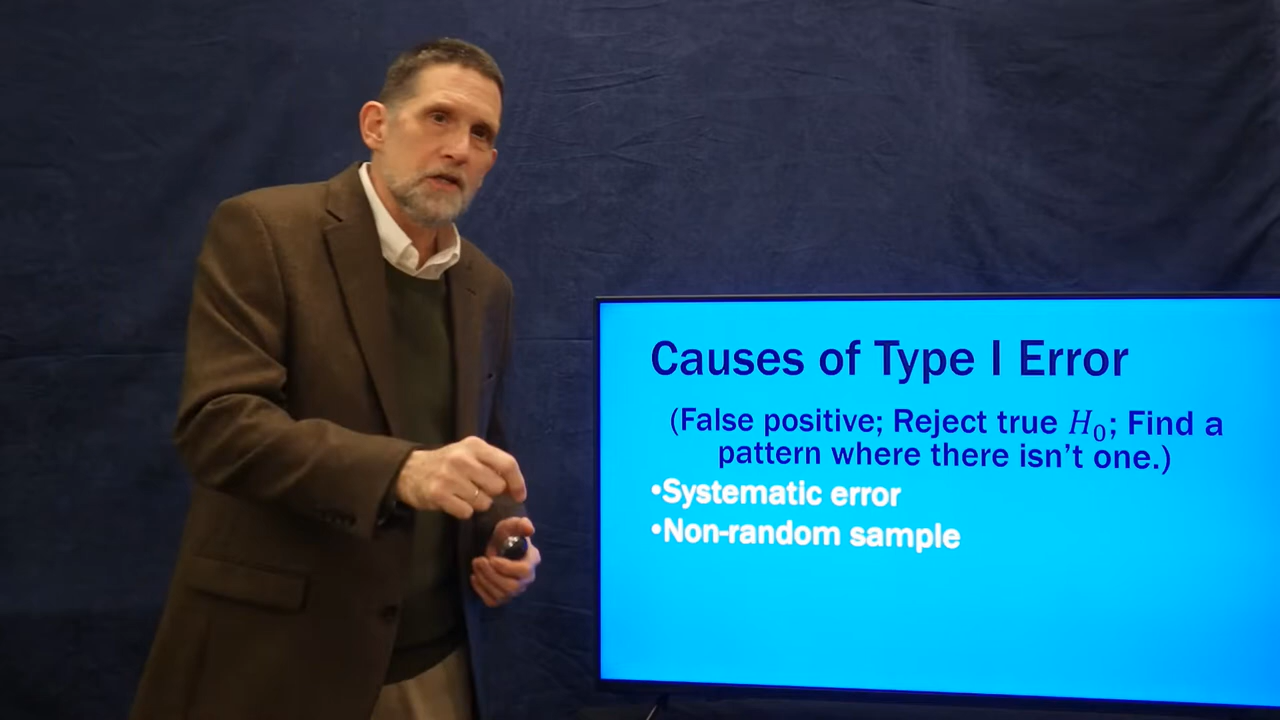 Causes of Type I Error
(False positive; Reject true H₀; Find a
pattern where there isn't one.)
•Systematic error
•Non-random sample